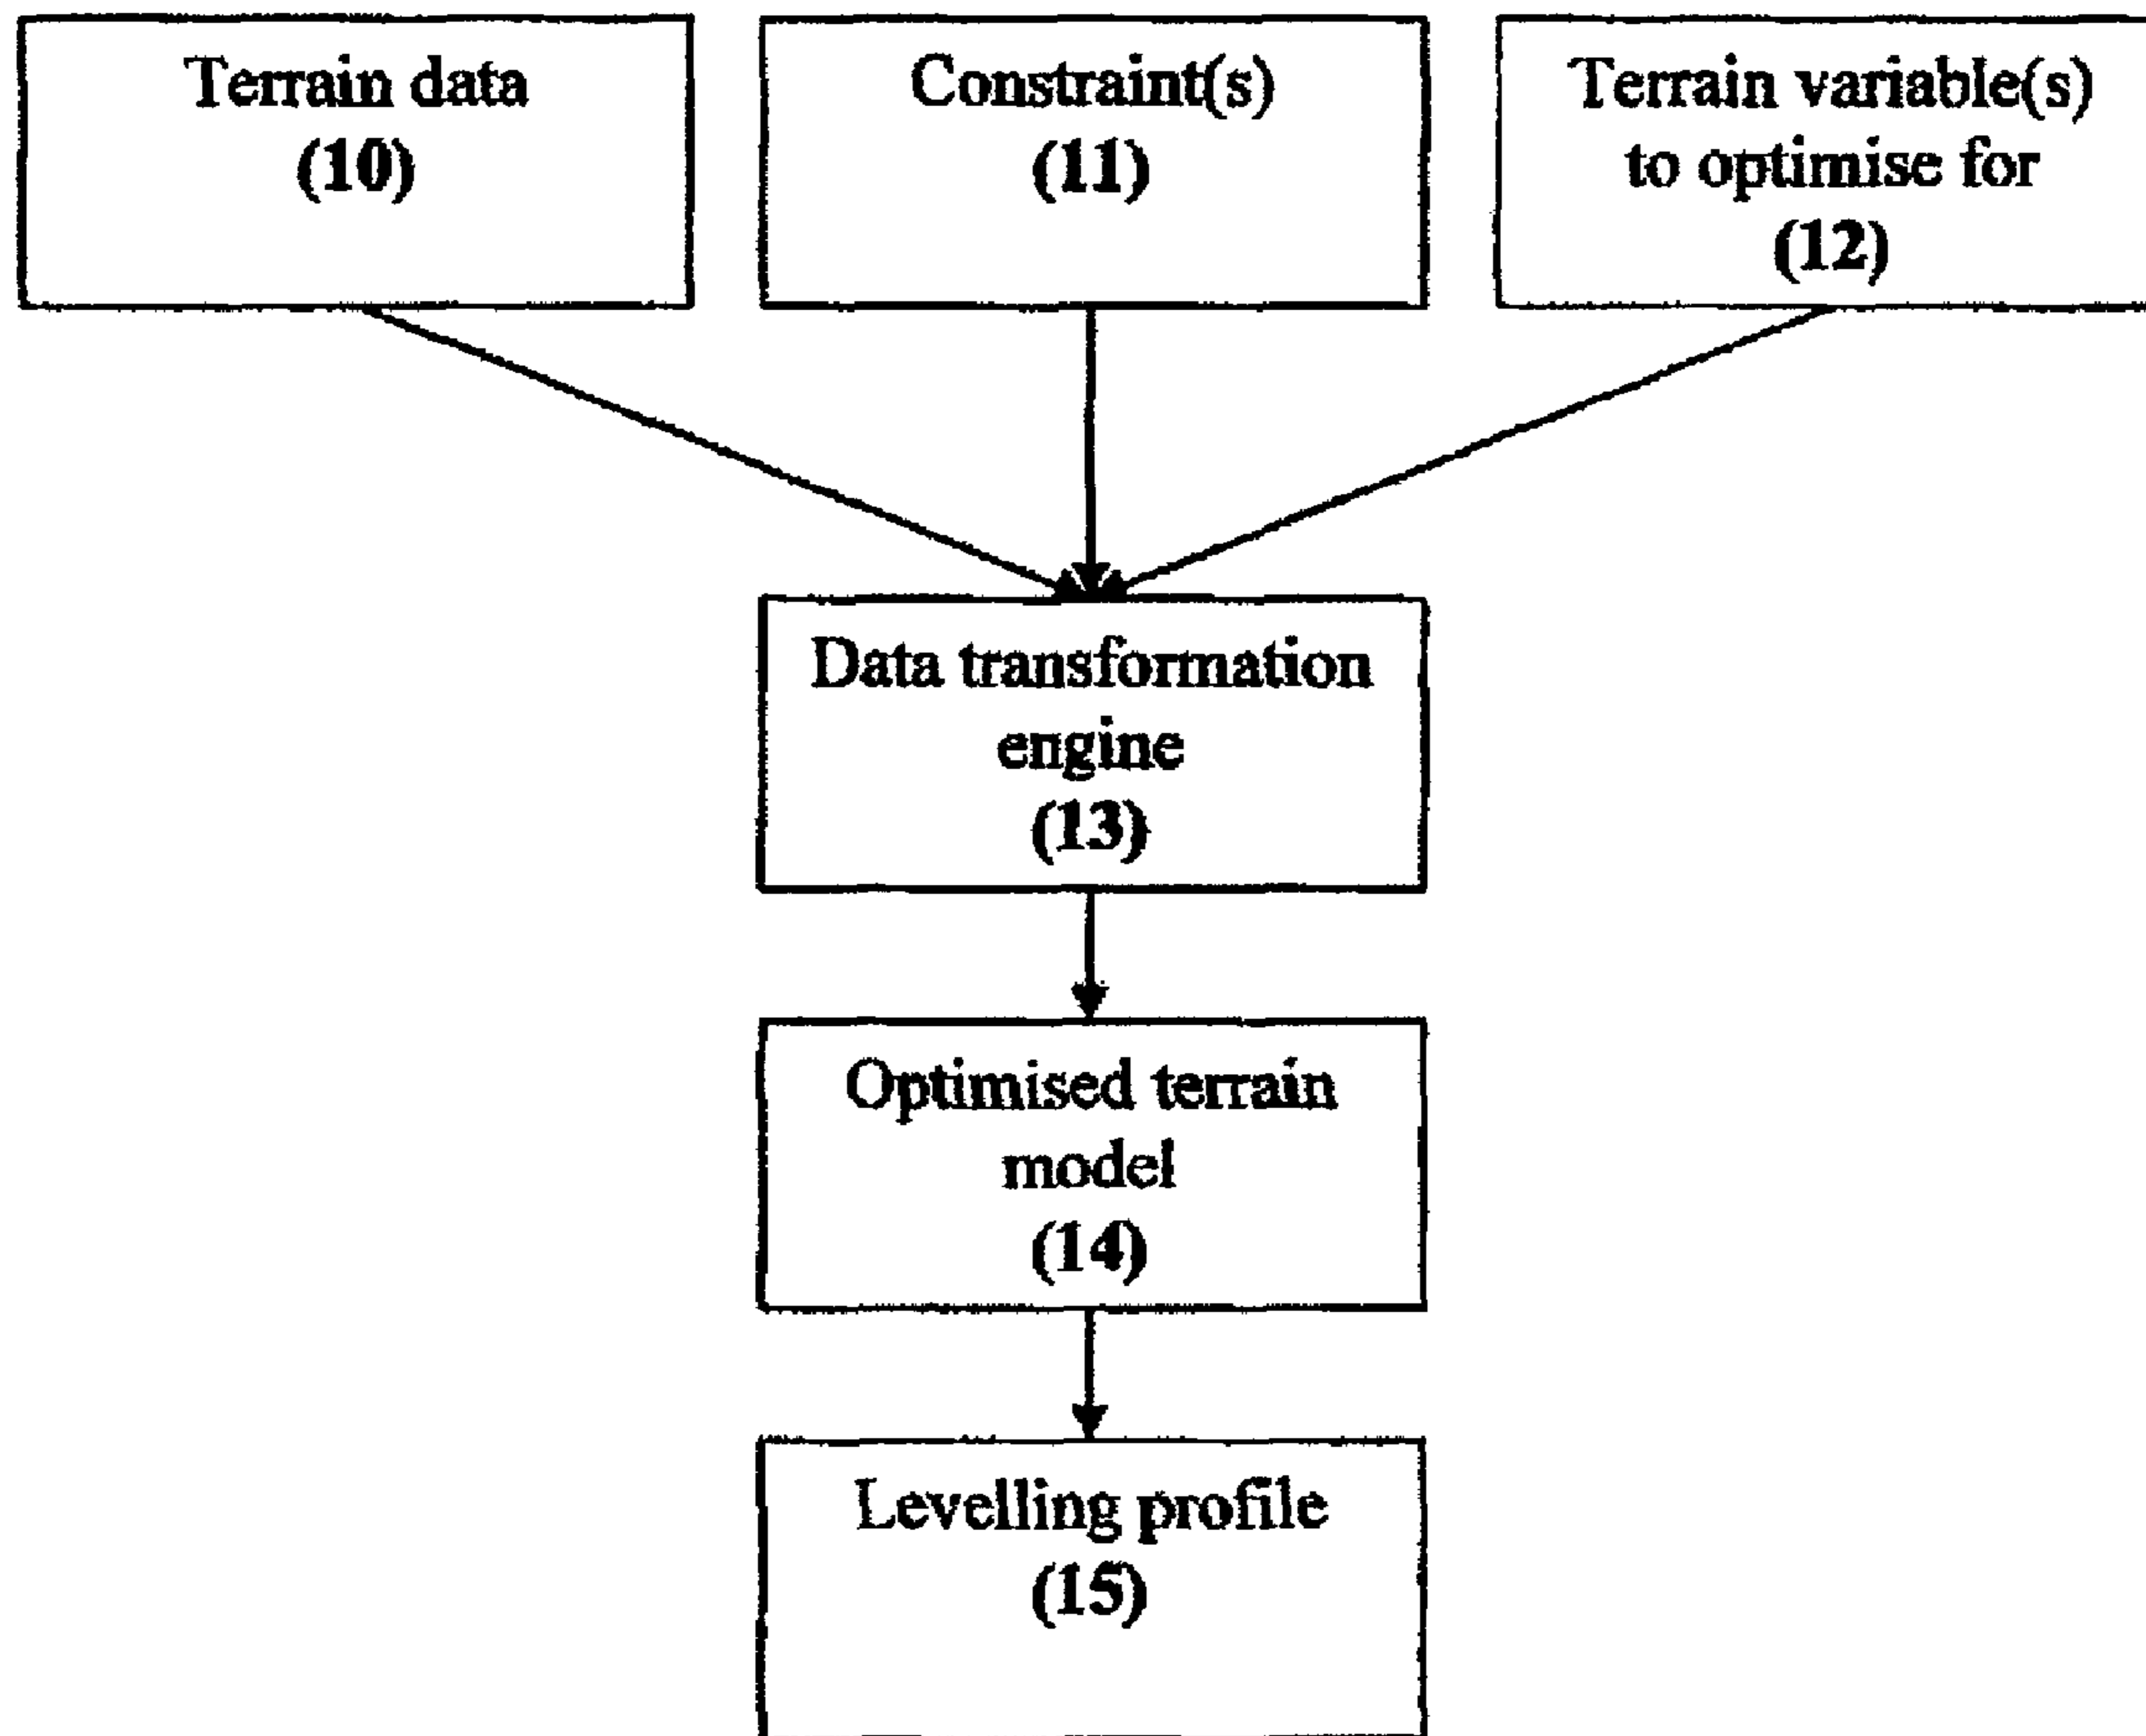 Terrain data
(10)
Constraint(s)
(11)
Terrain variable(s)
to optimise for
(12)
Data transformation
engine
(13)
Optimised terrain
model
(14)
Levelling profile
(15)